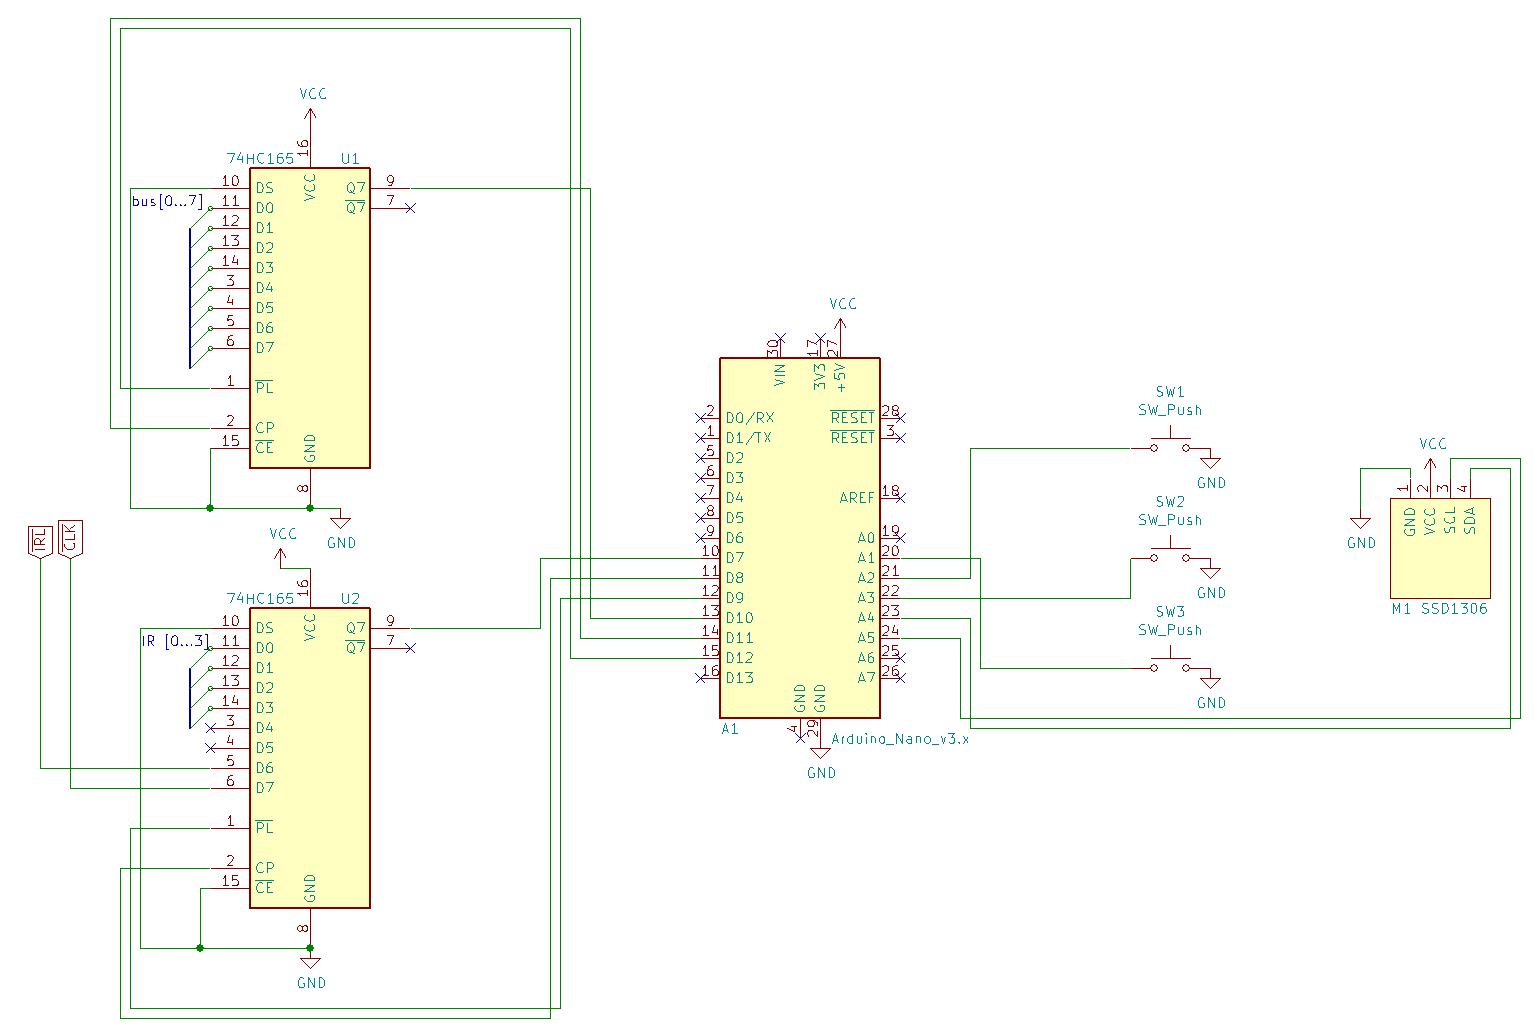 VCC
16
74HC165
U1
10 DS
VCC
Q7 9
bus[0...7]
11 D0
Q7 7
12 D1
13 D2
14 D3
3 D4
4 D5
5 D6
6 D7
1 PL
2 CP
15 CE
GND
8
GND
IRL
CLK
VCC
16
74HC165
U2
10 DS
VCC
Q7 9
IR [0...3]
11 D0
Q7 7
12 D1
13 D2
14 D3
3 D4
4 D5
5 D6
6 D7
1 PL
2 CP
15 CE
GND
8
GND
VCC
30
17
27
VIN
3V3
+5V
2 D0/RX
RESET 28
1 D1/TX
RESET 3
5 D2
6 D3
7 D4
AREF 18
8 D5
9 D6
A0 19
10 D7
A1 20
11 D8
A2 21
12 D9
A3 22
13 D10
A4 23
14 D11
A5 24
15 D12
A6 25
16 D13
A7 26
GND
GND
4
29
A1
Arduino_Nano_v3.x
GND
SW1
SW_Push
GND
SW2
SW_Push
GND
SW3
SW_Push
GND
VCC
1
2
3
4
GND
VCC
SCL
SDA
GND
M1 SSD1306